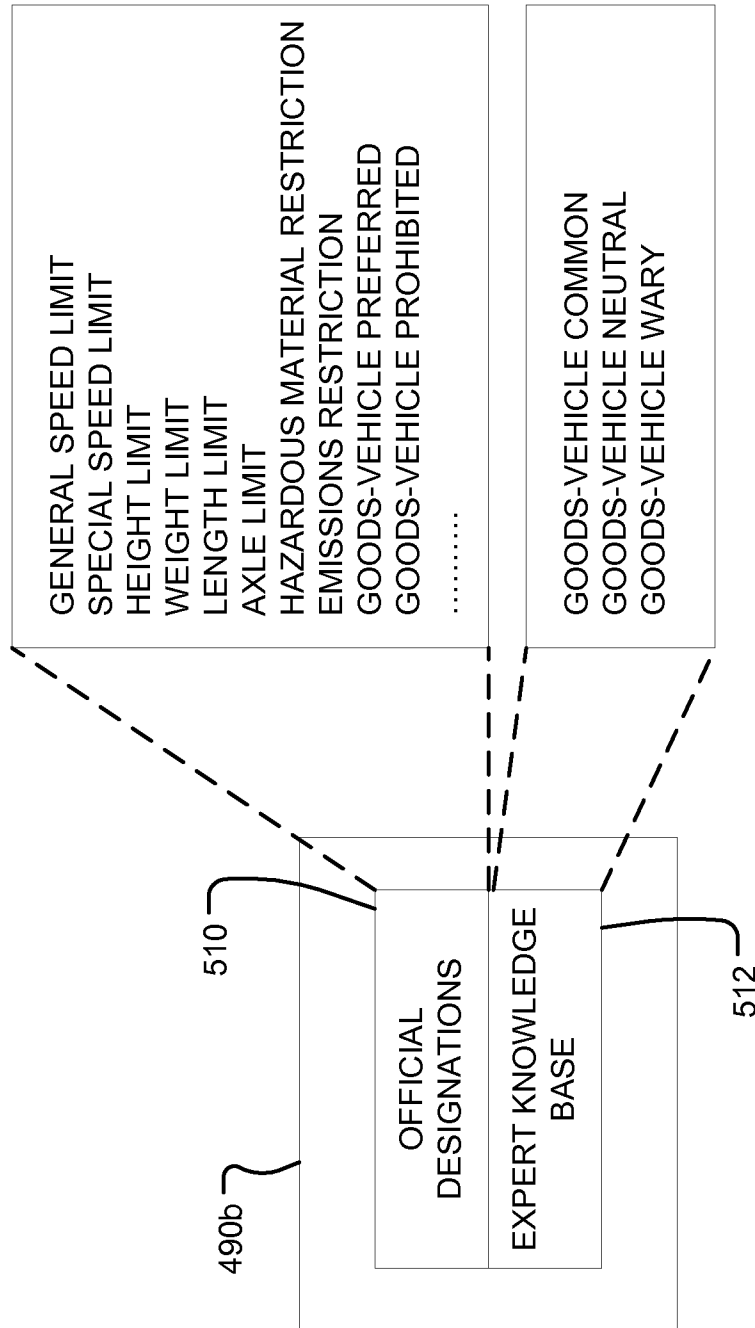 490b
510
OFFICIAL
DESIGNATIONS
EXPERT KNOWLEDGE
BASE
512
GENERAL SPEED LIMIT
SPECIAL SPEED LIMIT
HEIGHT LIMIT
WEIGHT LIMIT
LENGTH LIMIT
AXLE LIMIT
HAZARDOUS MATERIAL RESTRICTION
EMISSIONS RESTRICTION
GOODS-VEHICLE PREFERRED
GOODS-VEHICLE PROHIBITED
..........
GOODS-VEHICLE COMMON
GOODS-VEHICLE NEUTRAL
GOODS-VEHICLE WARY